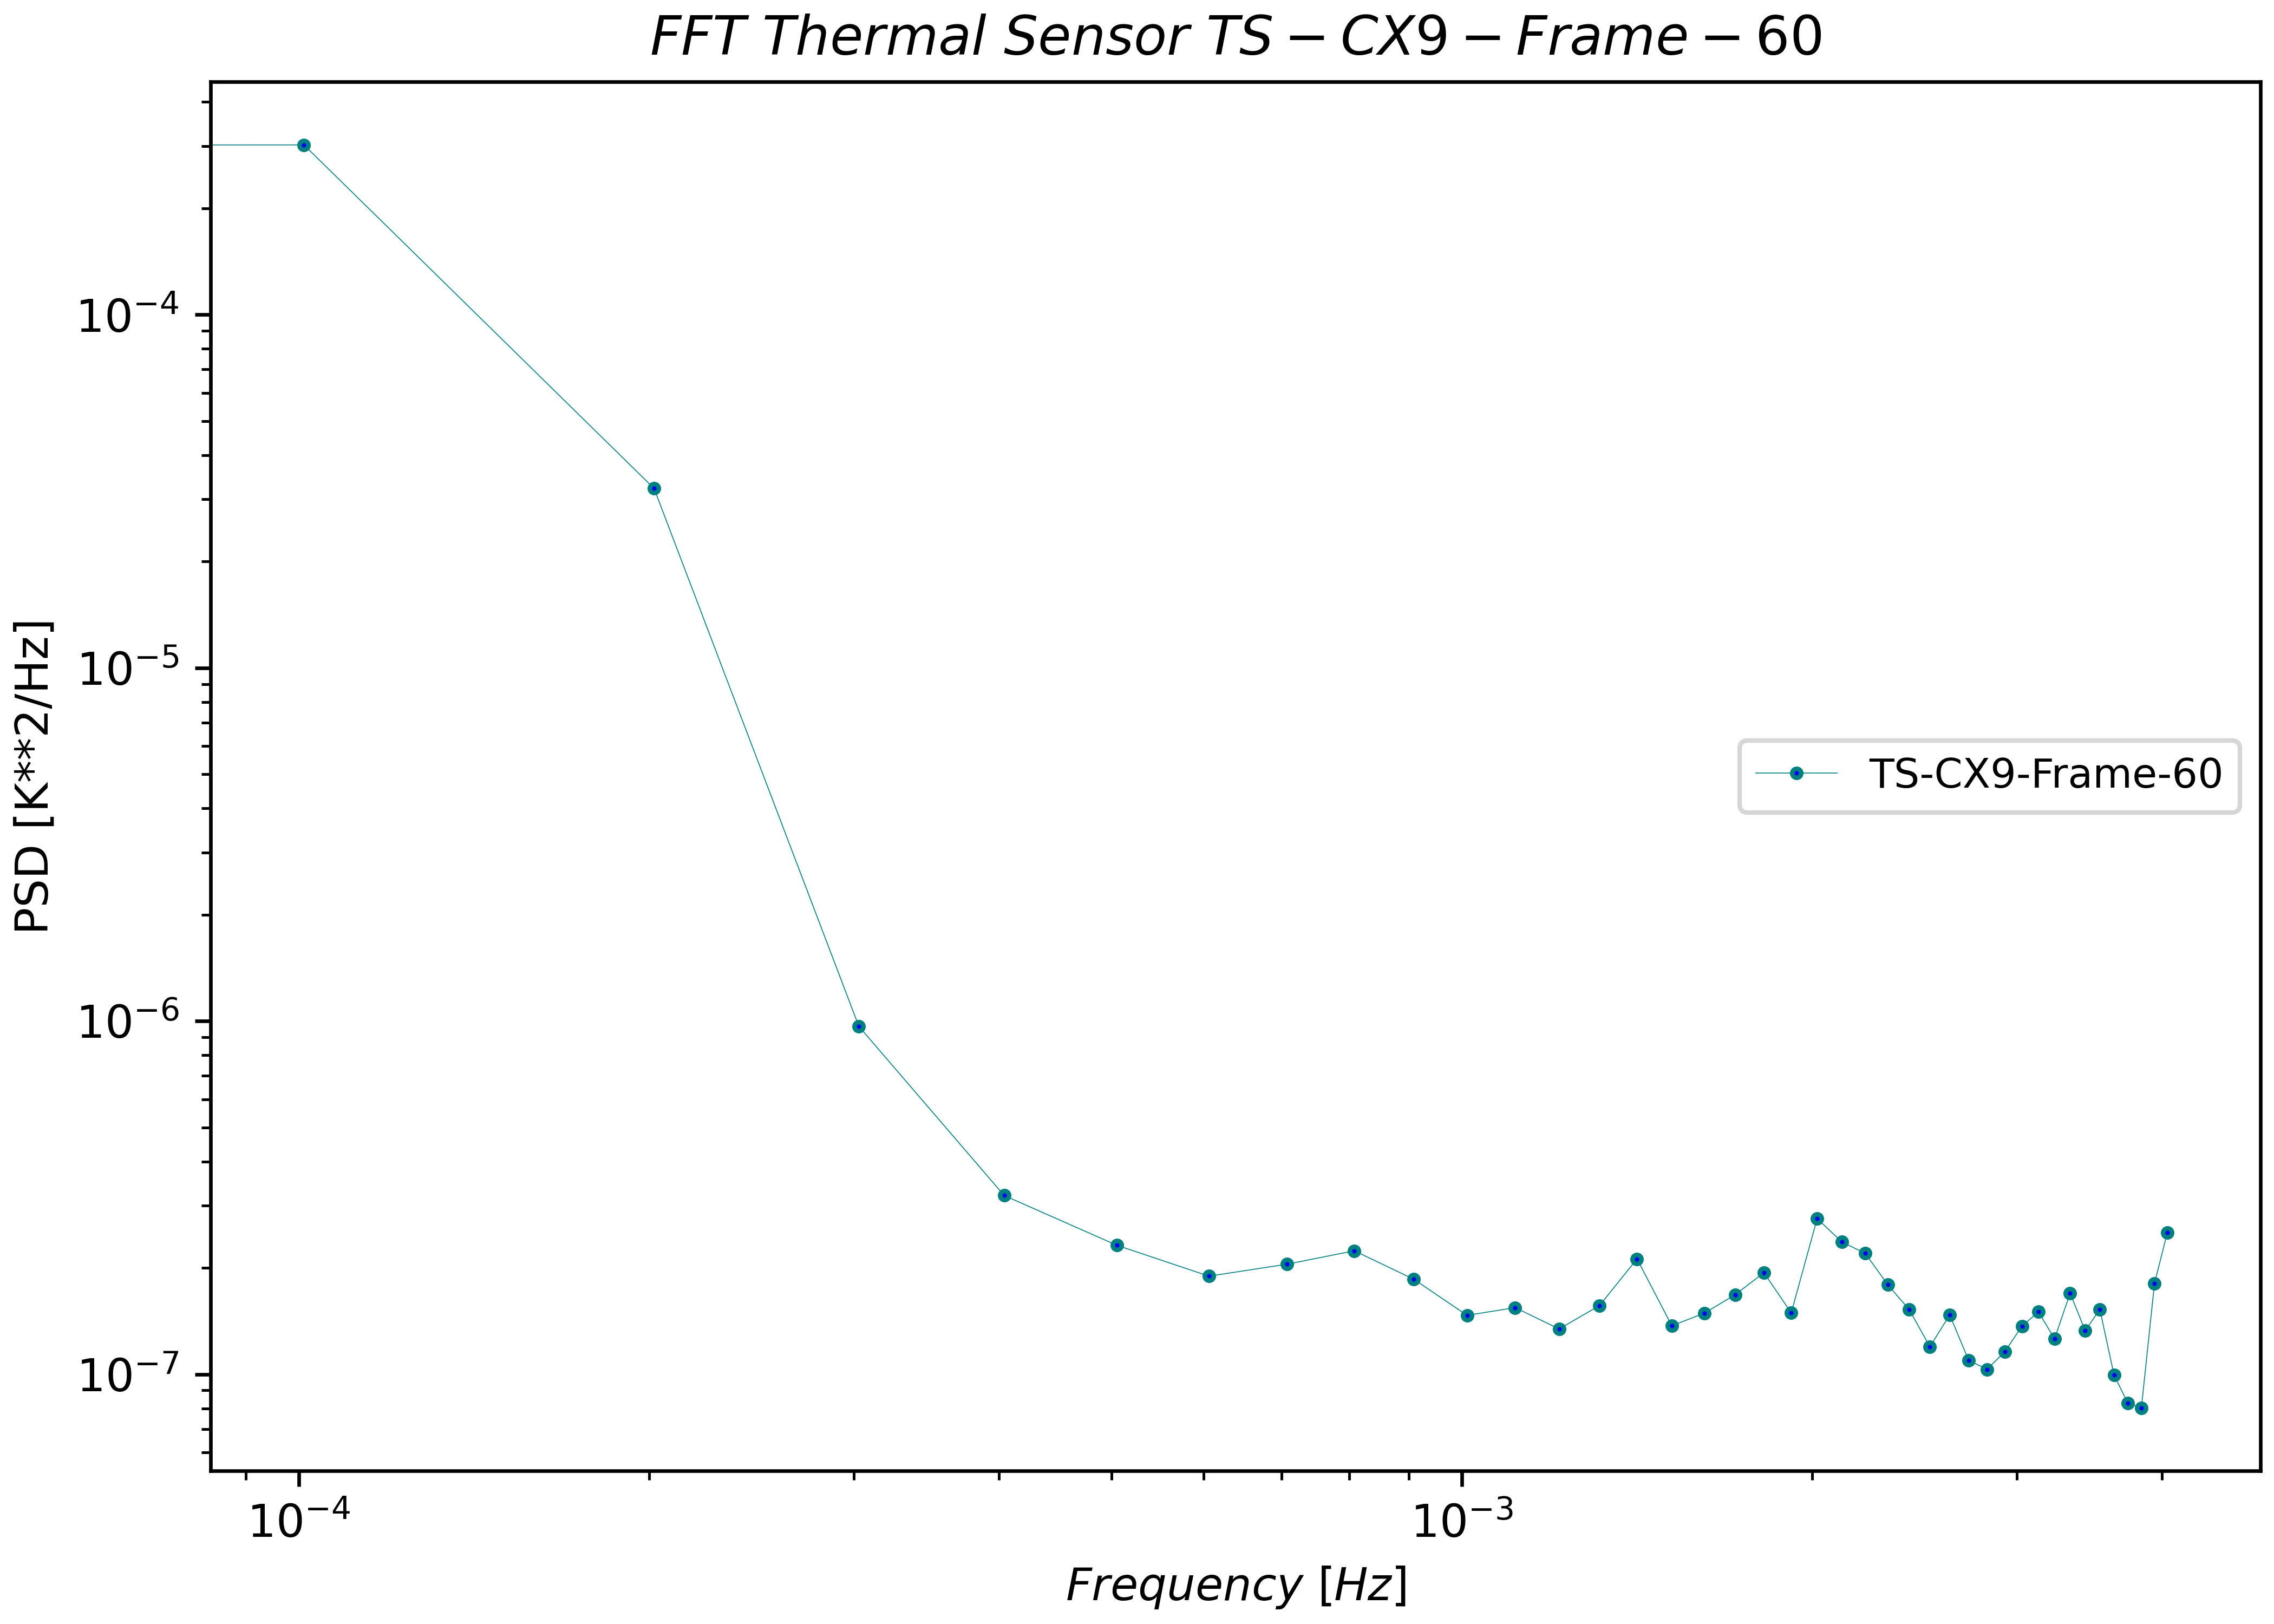 FFT Thermal Sensor TS − CX9 − Frame − 60
PSD [K**2/Hz]
10⁻⁴
10⁻⁵
10⁻⁶
10⁻⁷
TS-CX9-Frame-60
10⁻⁴
10⁻³
Frequency [Hz]